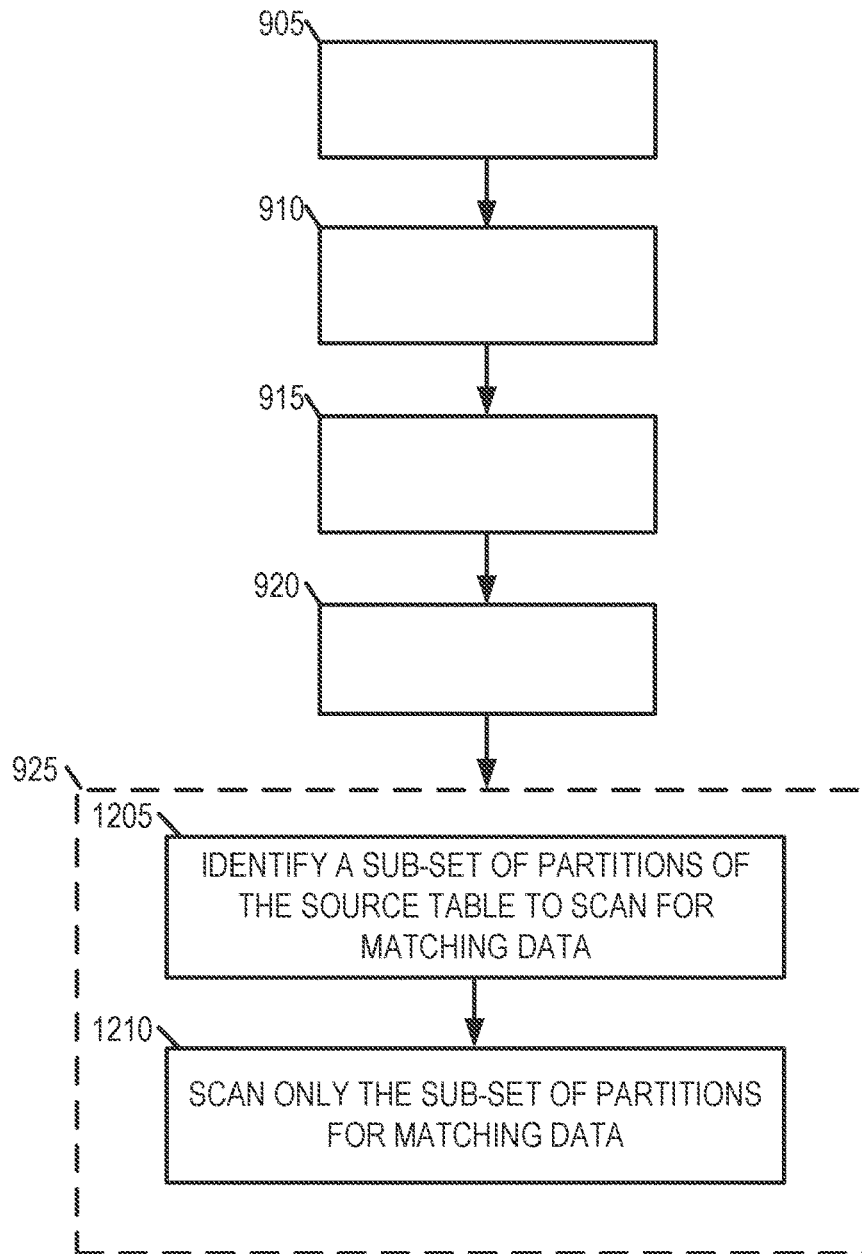 905
910
915
920
925
1205
IDENTIFY A SUB-SET OF PARTITIONS OF
THE SOURCE TABLE TO SCAN FOR
MATCHING DATA
1210
SCAN ONLY THE SUB-SET OF PARTITIONS
FOR MATCHING DATA